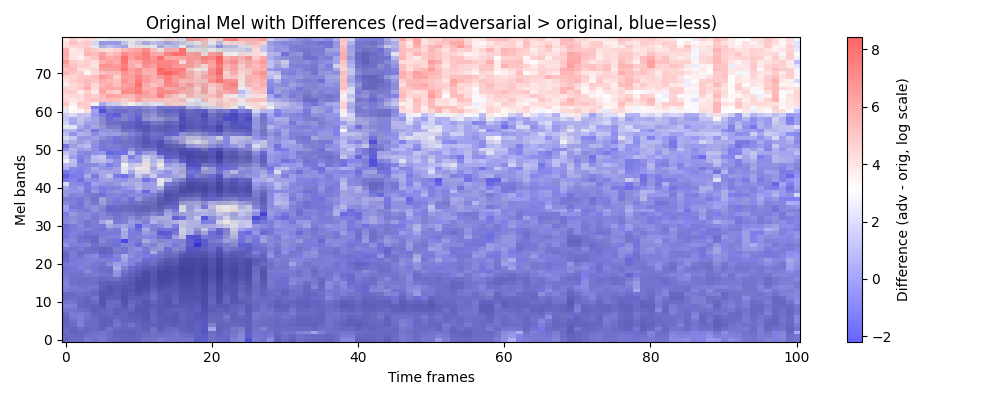 Original Mel with Differences (red=adversarial > original, blue=less)
Mel bands
70
60
50
40
30
20
10
0
0 20 40 60 80 100
Time frames
8
6
4
2
0
−2
Difference (adv - orig, log scale)